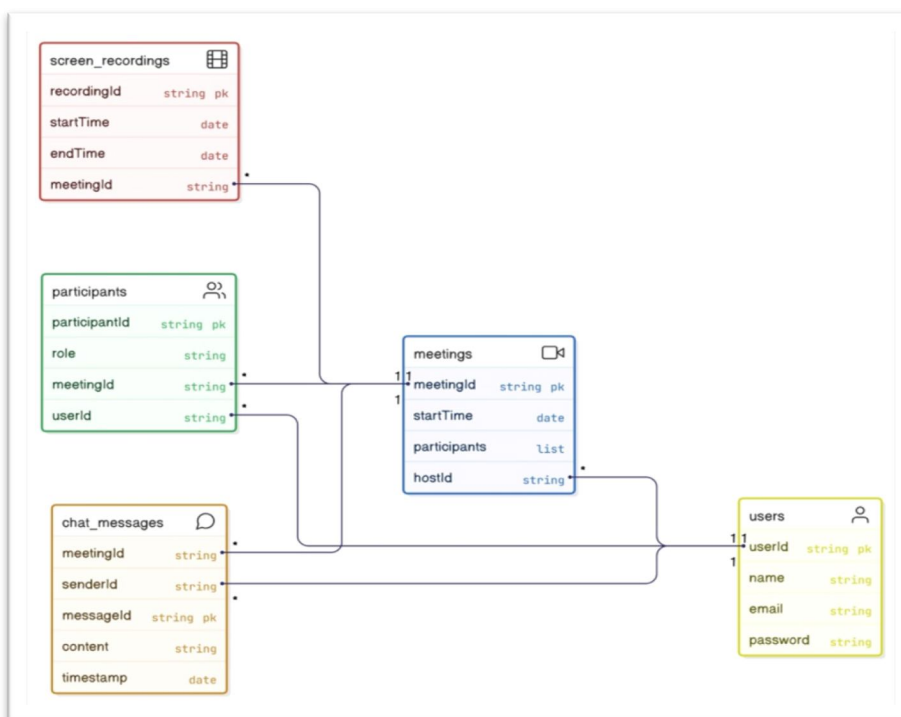 screen_recordings
recordingId string pk
startTime date
endTime date
meetingId string
participants
participantId string pk
role string
meetingId string
userId string
meetings
1 1
meetingId string pk
1
startTime date
participants list
hostId string
chat_messages
meetingId string
senderId string
messageId string pk
content string
timestamp date
users
1 1
userId string pk
1
name string
email string
password string